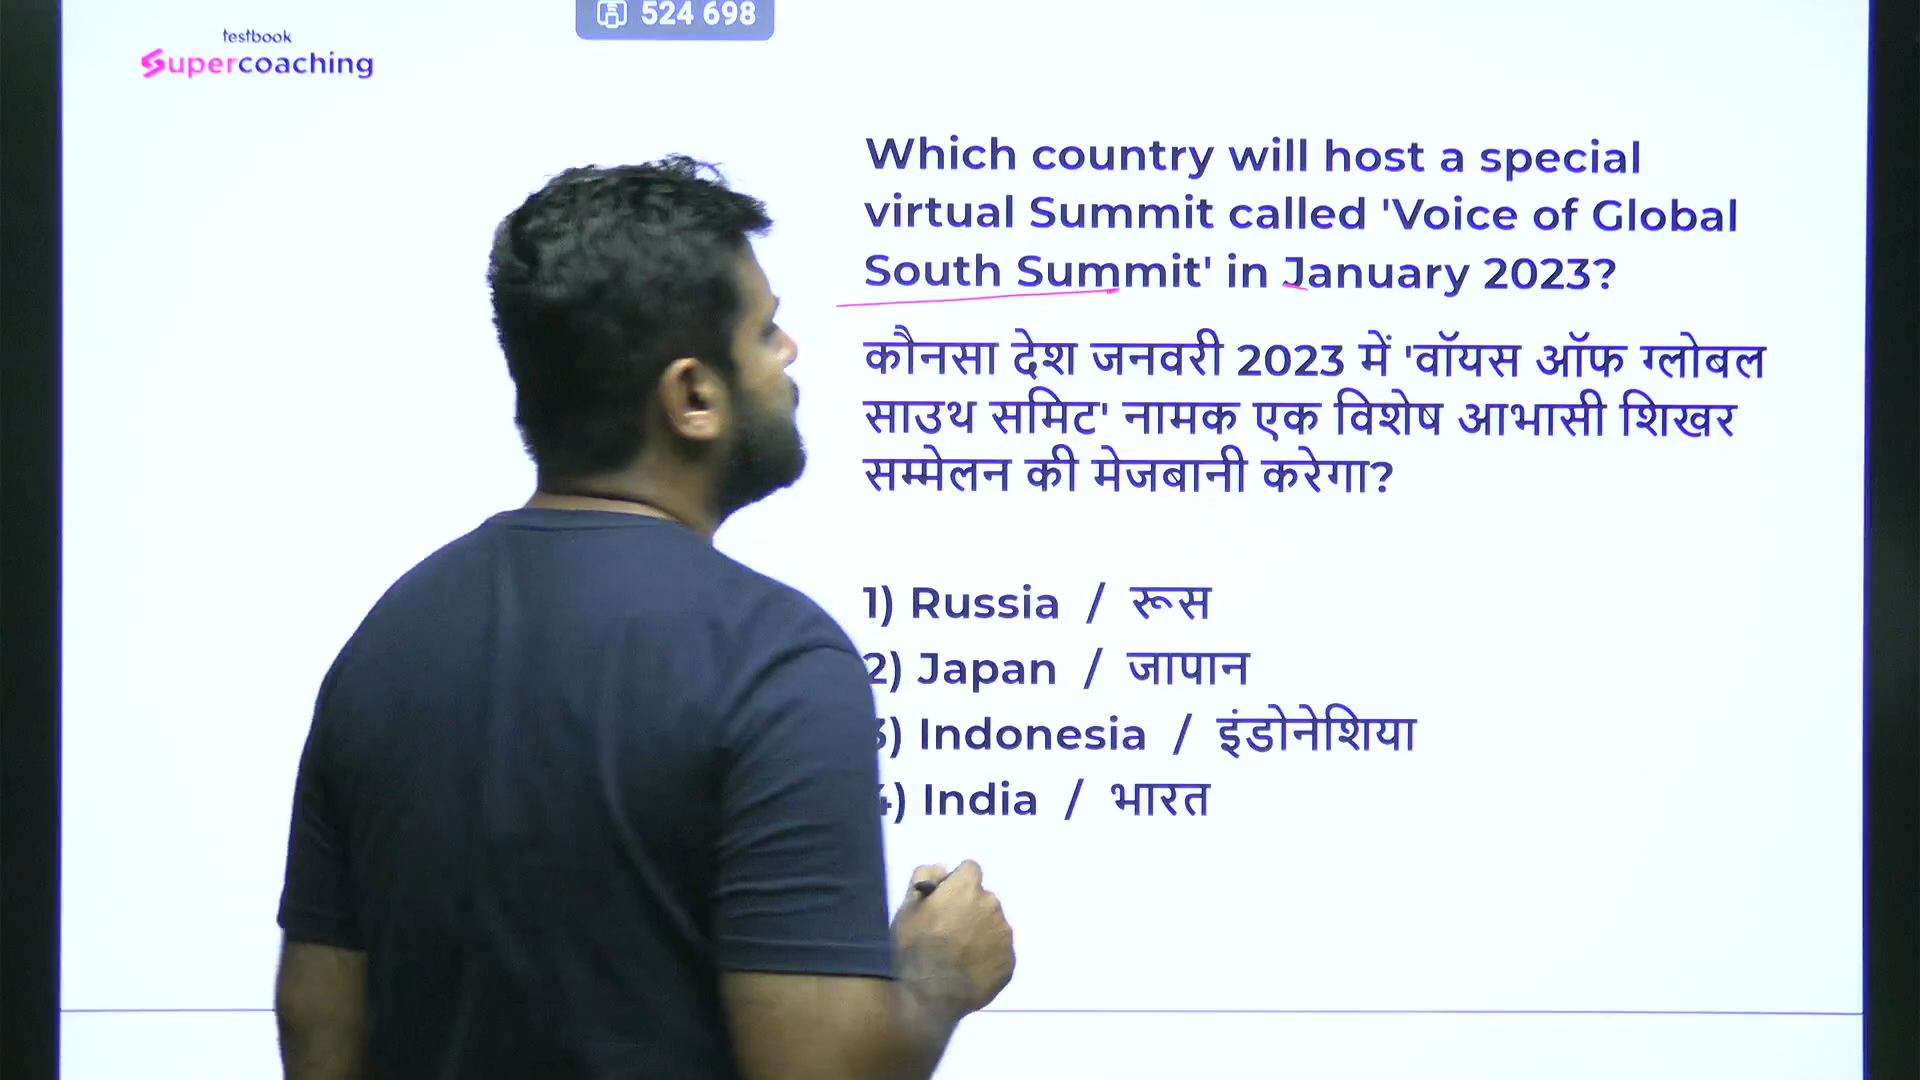 524 698
testbook
Supercoaching
Which country will host a special
virtual Summit called 'Voice of Global
South Summit' in January 2023?
कौनसा देश जनवरी 2023 में 'वॉयस ऑफ ग्लोबल
साउथ समिट' नामक एक विशेष आभासी शिखर
सम्मेलन की मेजबानी करेगा?
1) Russia / रूस
2) Japan / जापान
3) Indonesia / इंडोनेशिया
4) India / भारत